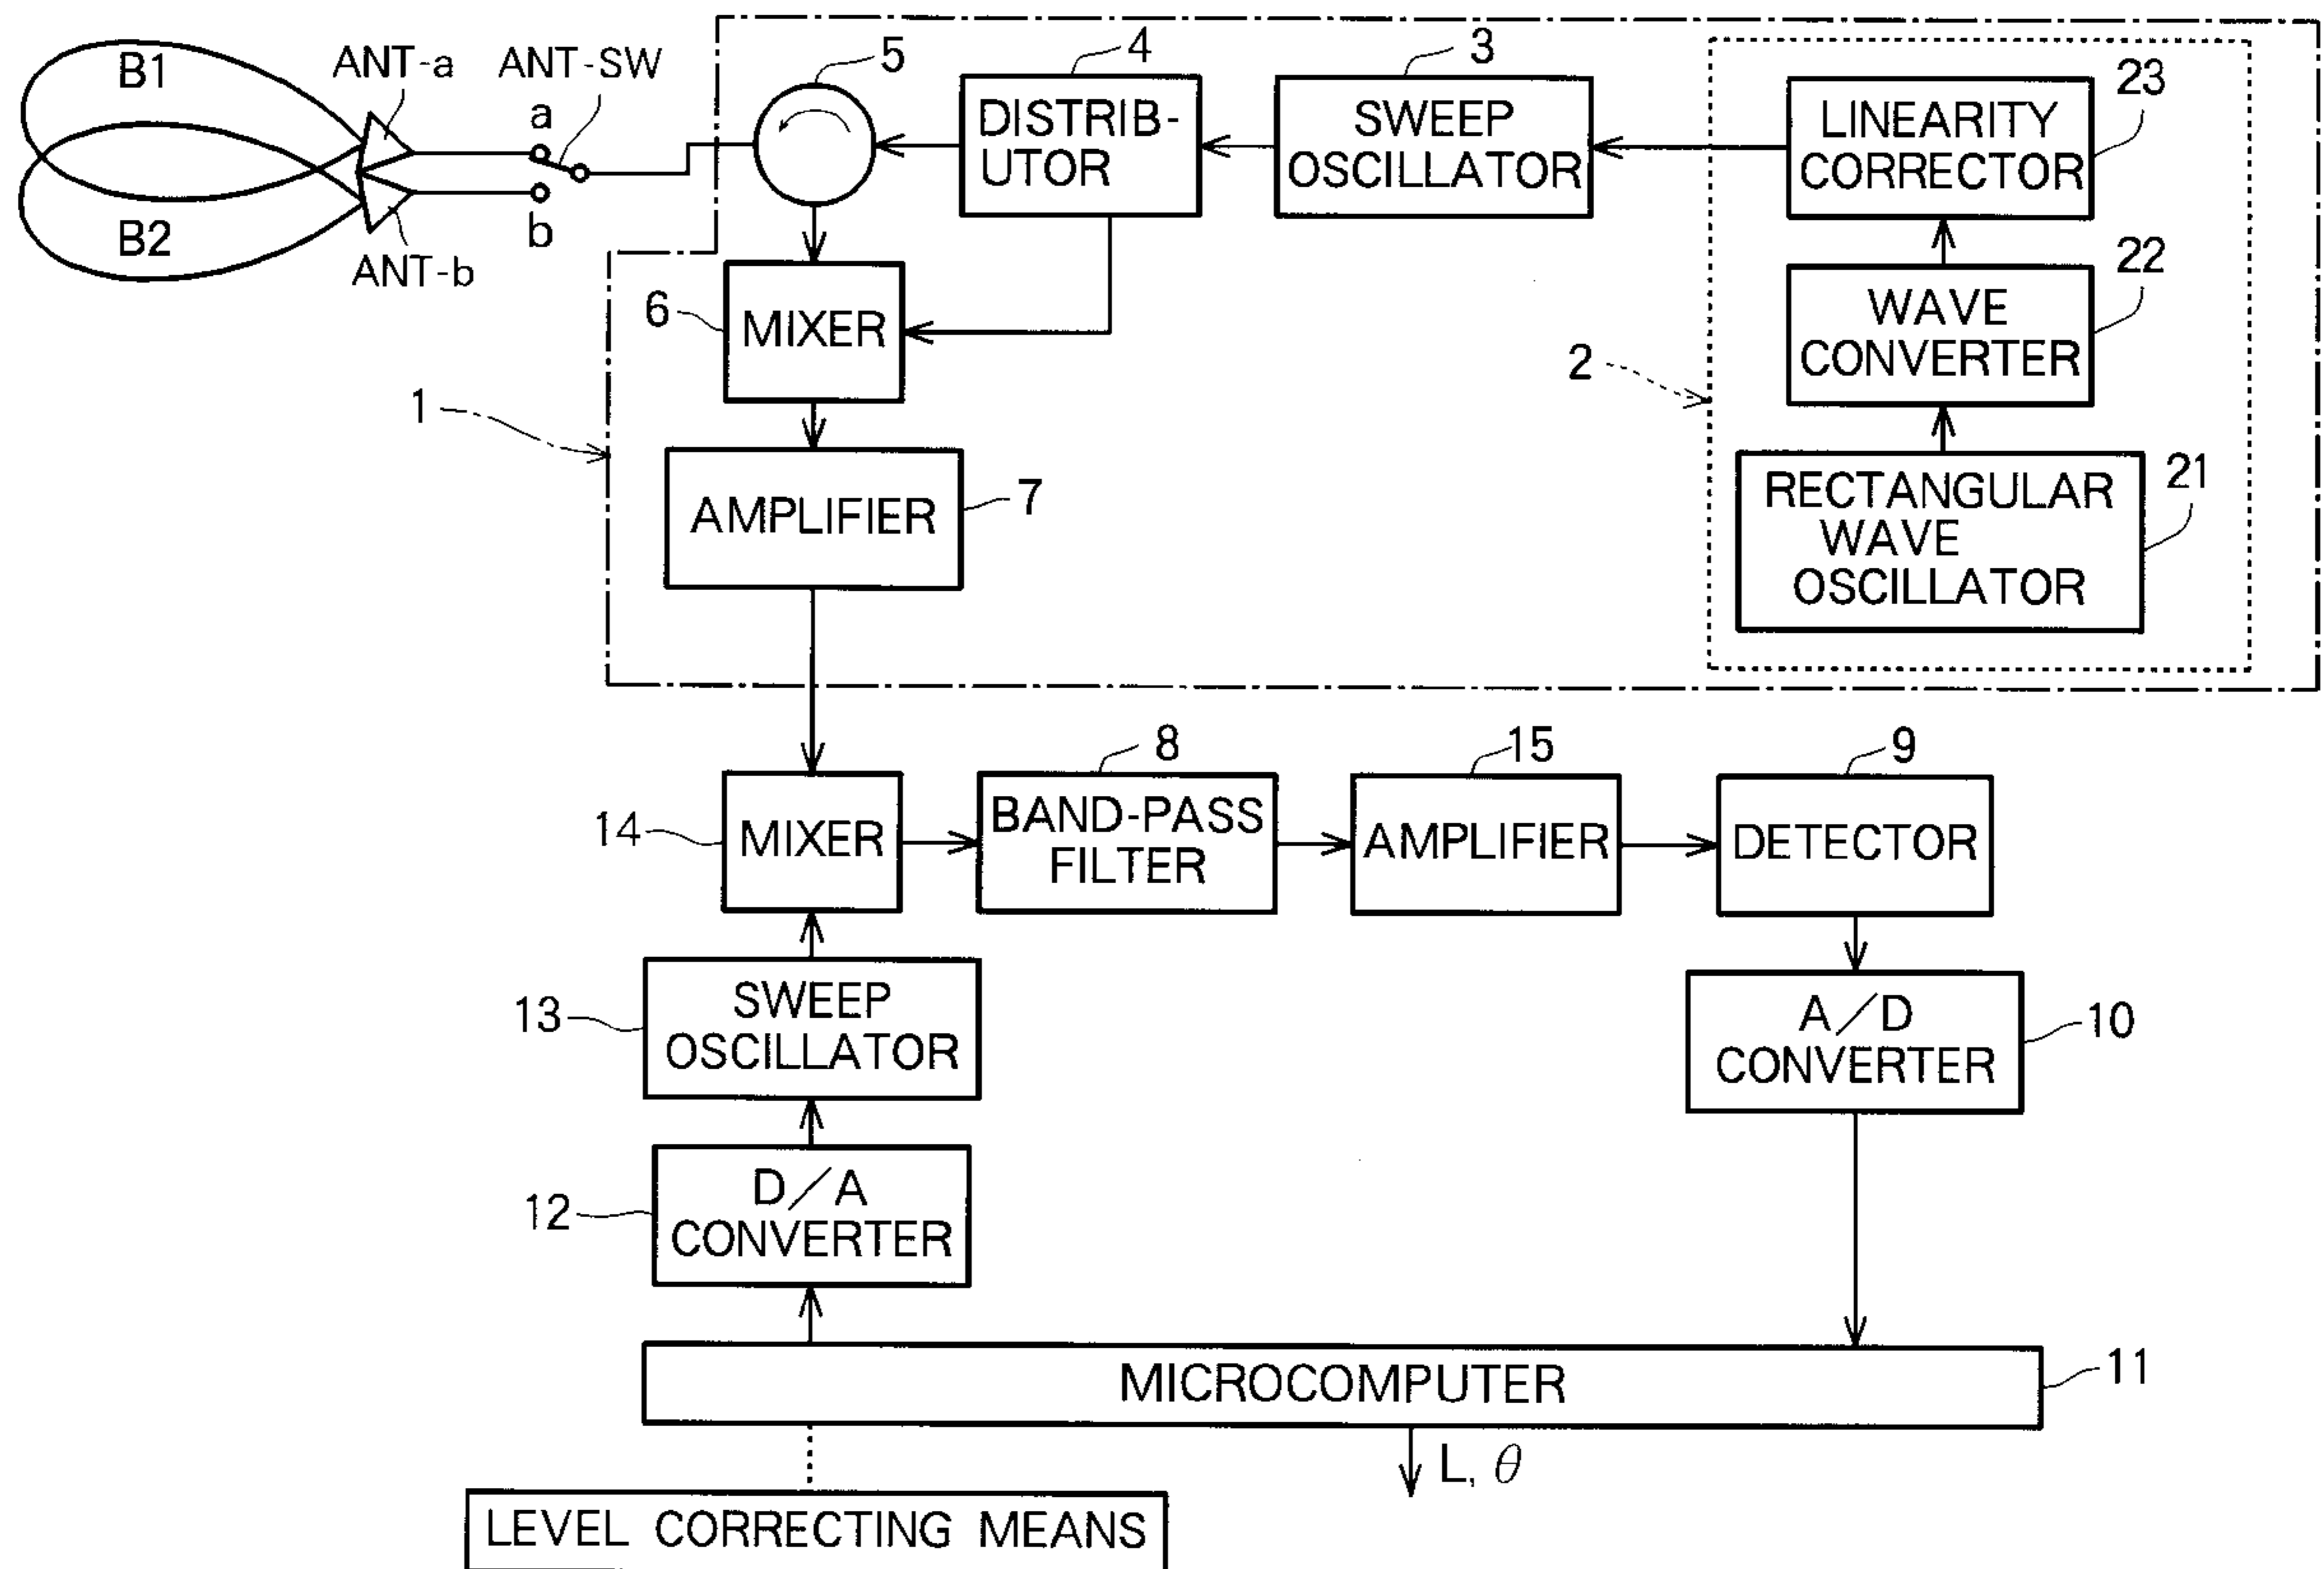 B1
B2
ANT-a
ANT-b
ANT-SW
a
b
5
4
DISTRIB-
UTOR
3
SWEEP
OSCILLATOR
23
LINEARITY
CORRECTOR
22
WAVE
CONVERTER
21
RECTANGULAR
WAVE
OSCILLATOR
2
1
6
MIXER
7
AMPLIFIER
14
MIXER
8
BAND-PASS
FILTER
15
AMPLIFIER
9
DETECTOR
13
SWEEP
OSCILLATOR
10
A/D
CONVERTER
12
D/A
CONVERTER
11
MICROCOMPUTER
L, θ
LEVEL CORRECTING MEANS